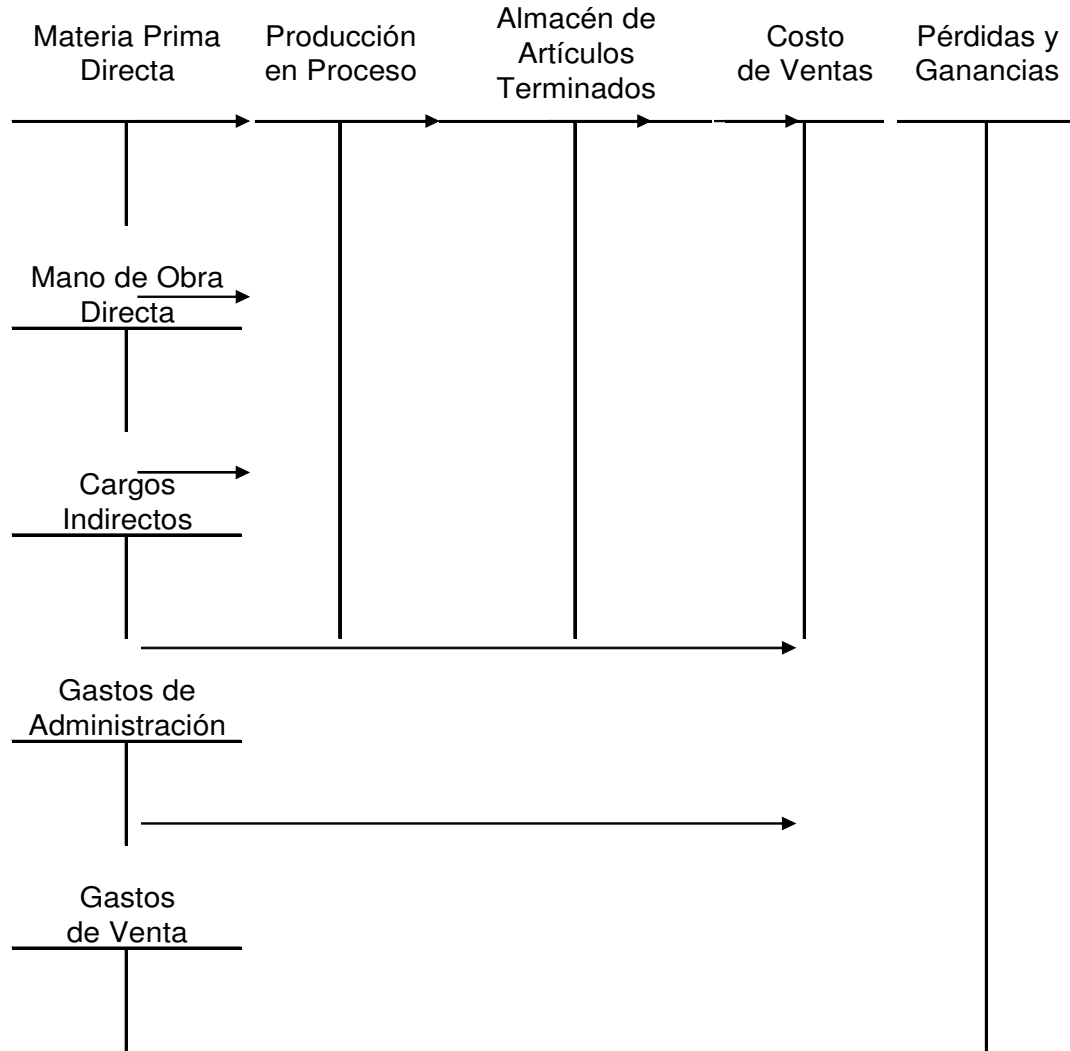 Materia Prima
Directa
Producción
en Proceso
Almacén de
Artículos
Terminados
Costo
de Ventas
Pérdidas y
Ganancias
Mano de Obra
Directa
Cargos
Indirectos
Gastos de
Administración
Gastos
de Venta